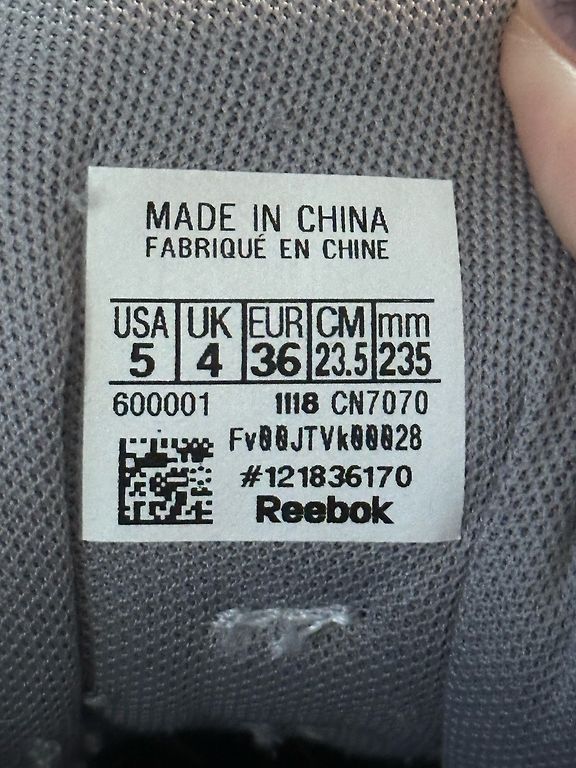 MADE IN CHINA
FABRIQUÉ EN CHINE
USA UK EUR CM mm
5 4 36 23.5 235
600001 1118 CN7070
Fv00JTVk00028
#121836170
Reebok